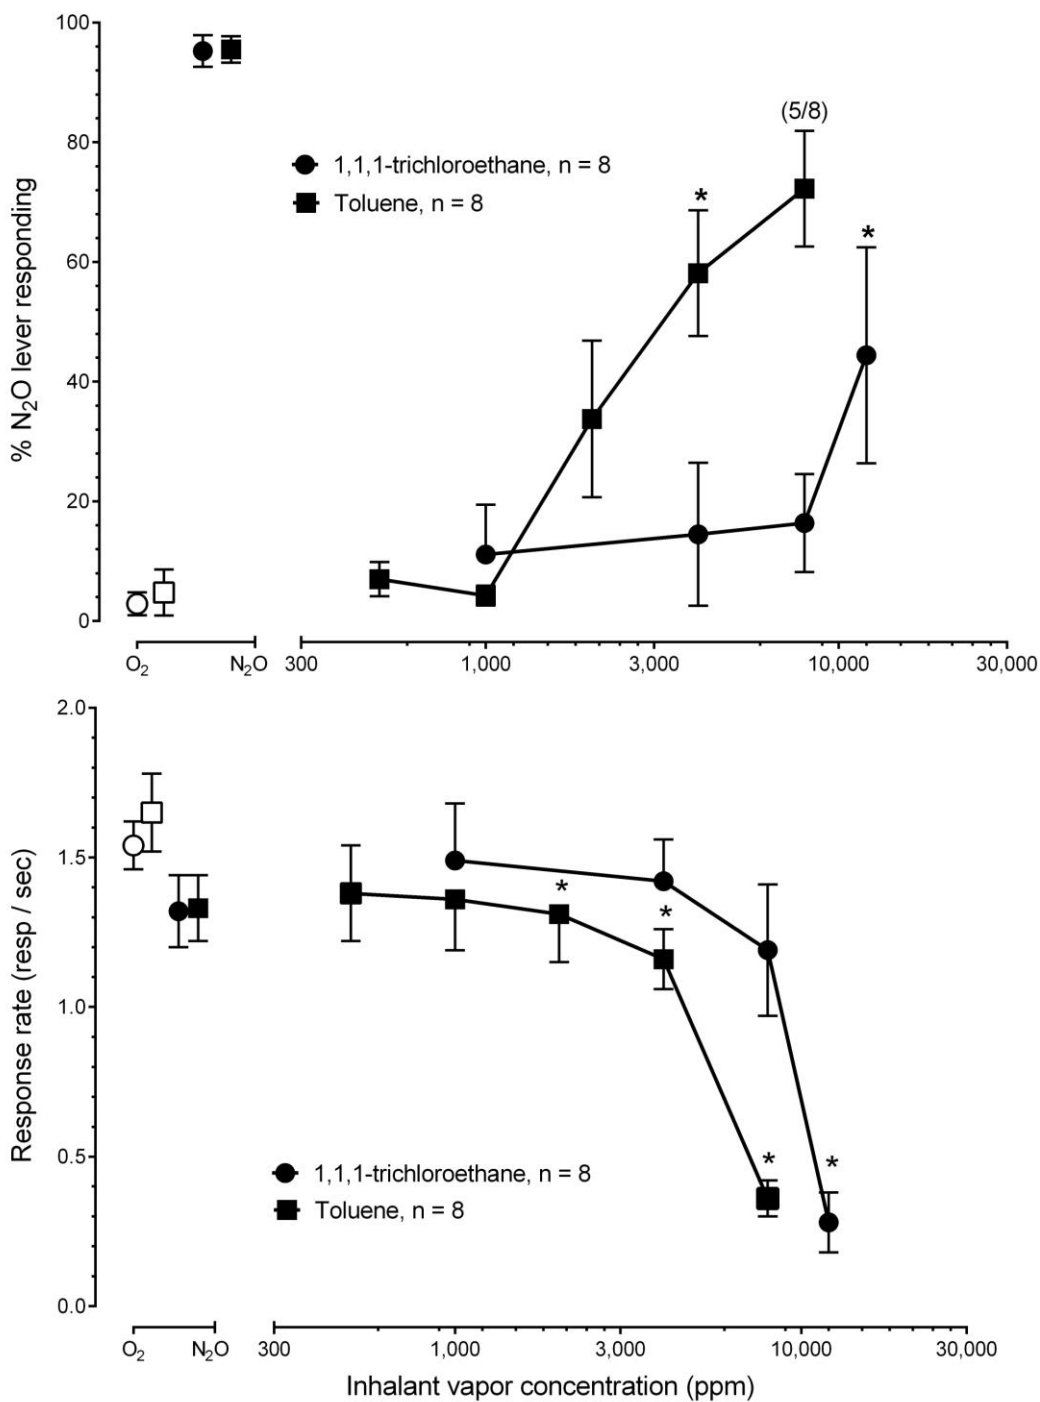 100
(5/8)
80
1,1,1-trichloroethane, n = 8
Toluene, n = 8
*
*
60
% N₂O lever responding
40
20
0
O₂ N₂O 300 1,000 3,000 10,000 30,000
2.0
1.5
*
*
Response rate (resp / sec)
1.0
0.5
* *
1,1,1-trichloroethane, n = 8
Toluene, n = 8
0.0
O₂ N₂O 300 1,000 3,000 10,000 30,000
Inhalant vapor concentration (ppm)